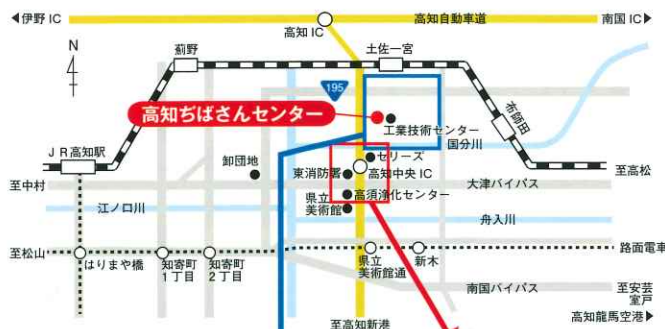 ◀伊野 IC
高知自動車道
南国 IC▶
高知 IC
N
薊野
土佐一宮
195
高知ぢばさんセンター
工業技術センター
国分川
布師田
セリーズ
JR高知駅
卸団地
東消防署
高知中央 IC
至高松
至中村
大津バイパス
高須浄化センター
江ノ口川
県立
美術館
舟入川
至松山
路面電車
はりまや橋
知寄町
1丁目
知寄町
2丁目
県立
美術館通
新木
南国バイパス
至安芸
室戸
至高知新港
高知龍馬空港▶